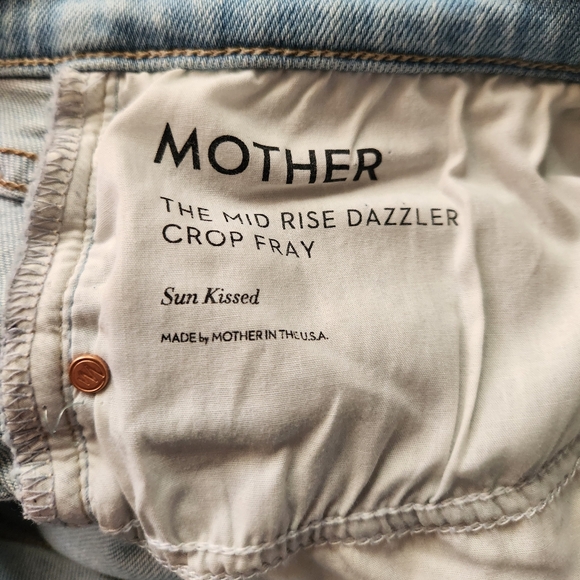 MOTHER
THE MID RISE DAZZLER
CROP FRAY
Sun Kissed
MADE by MOTHER IN THE U.S.A.